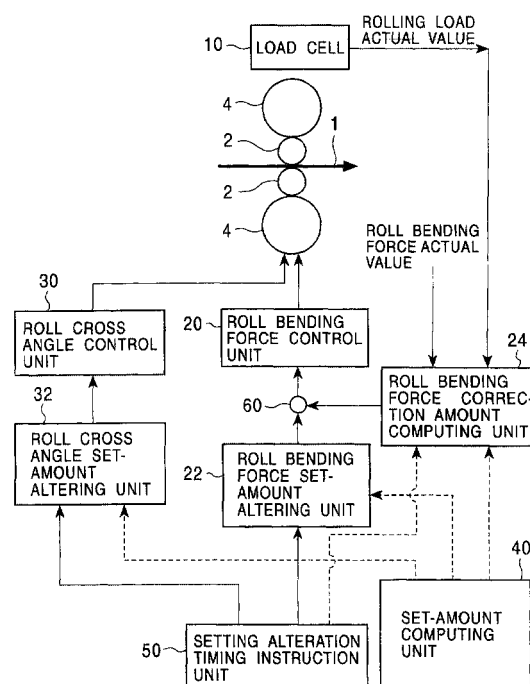 ROLLING LOAD
ACTUAL VALUE
10
LOAD CELL
4
1
2
2
4
ROLL BENDING
FORCE ACTUAL
VALUE
30
ROLL CROSS
ANGLE CONTROL
UNIT
20
ROLL BENDING
FORCE CONTROL
UNIT
24
ROLL BENDING
FORCE CORREC-
TION AMOUNT
COMPUTING UNIT
60
32
ROLL CROSS
ANGLE SET-
AMOUNT
ALTERING UNIT
22
ROLL BENDING
FORCE SET-
AMOUNT
ALTERING UNIT
40
SET-AMOUNT
COMPUTING
UNIT
50
SETTING ALTERATION
TIMING INSTRUCTION
UNIT